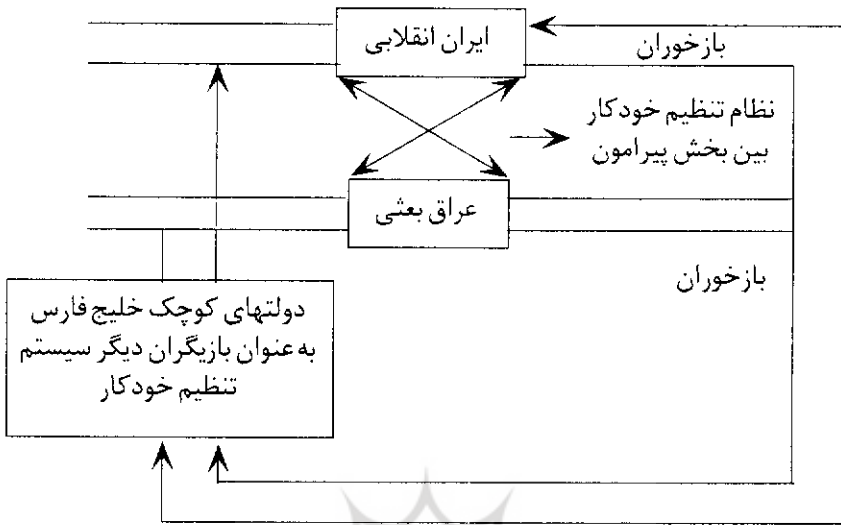 ایران انقلابی
بازخوران
نظام تنظیم خودکار
بین بخش پیرامون
عراق بعثی
بازخوران
دولتهای کوچک خلیج فارس
به عنوان بازیگران دیگر سیستم
تنظیم خودکار